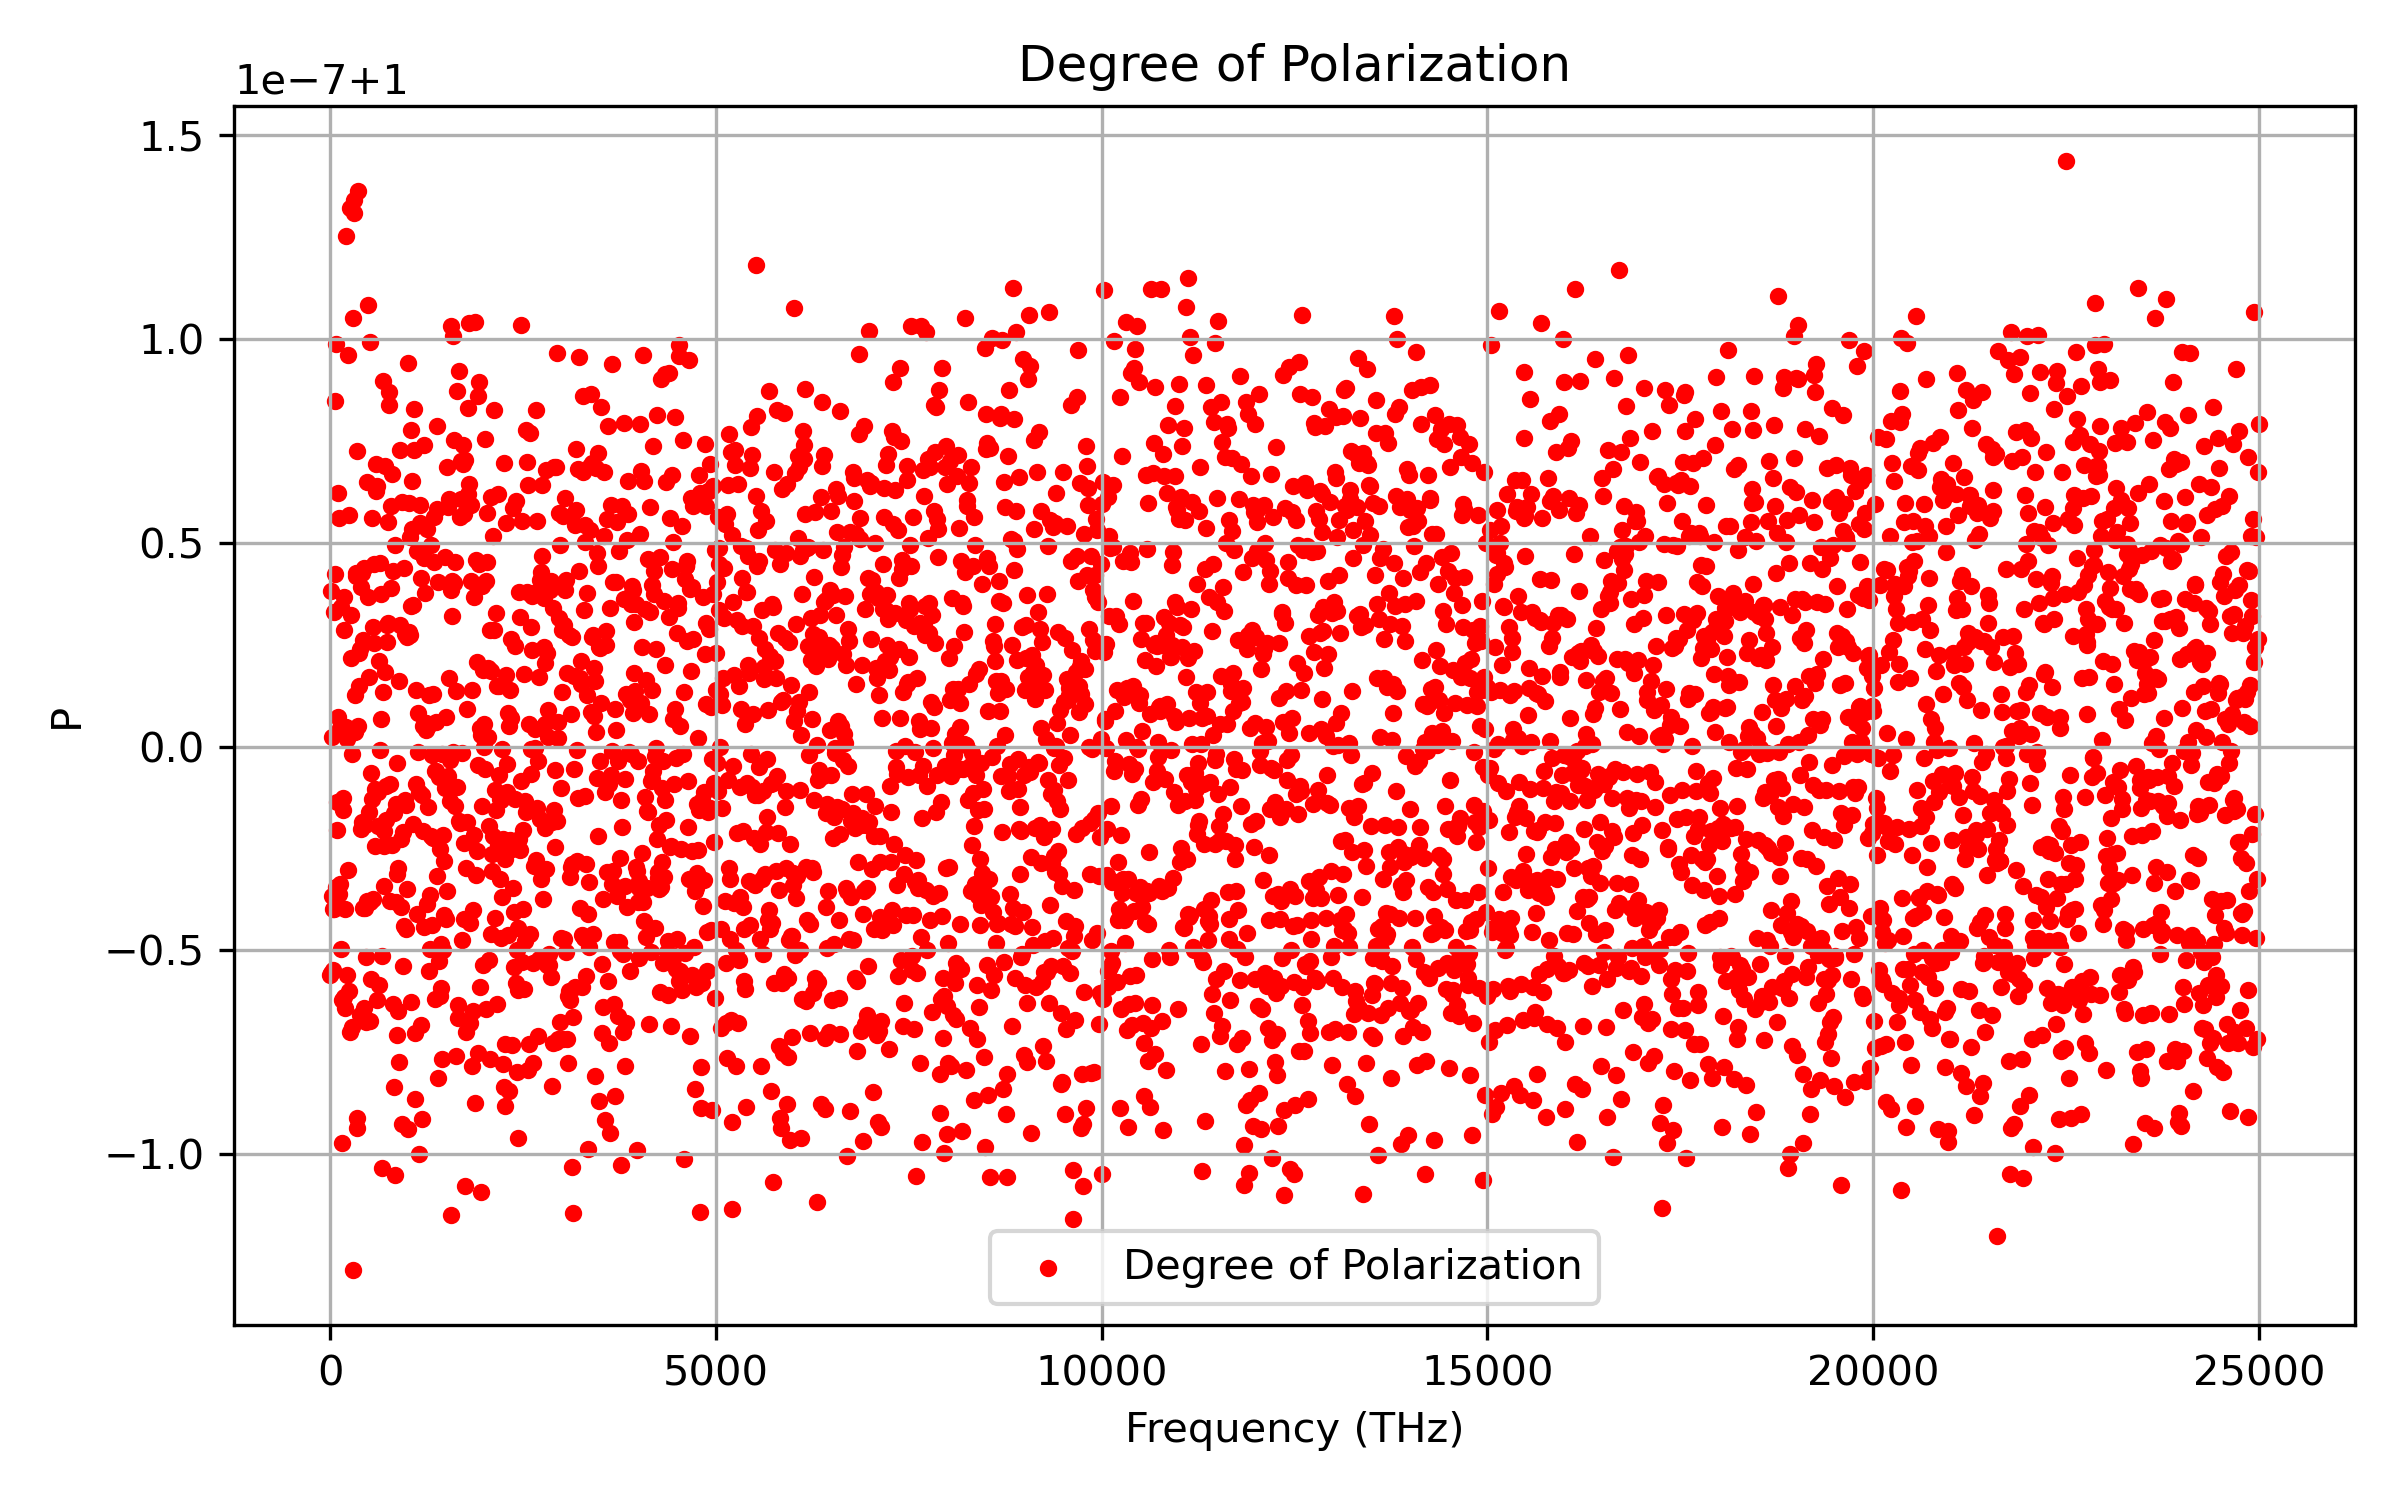 Degree of Polarization
1e−7+1
1.5
1.0
0.5
0.0
−0.5
−1.0
P
Degree of Polarization
0 5000 10000 15000 20000 25000
Frequency (THz)